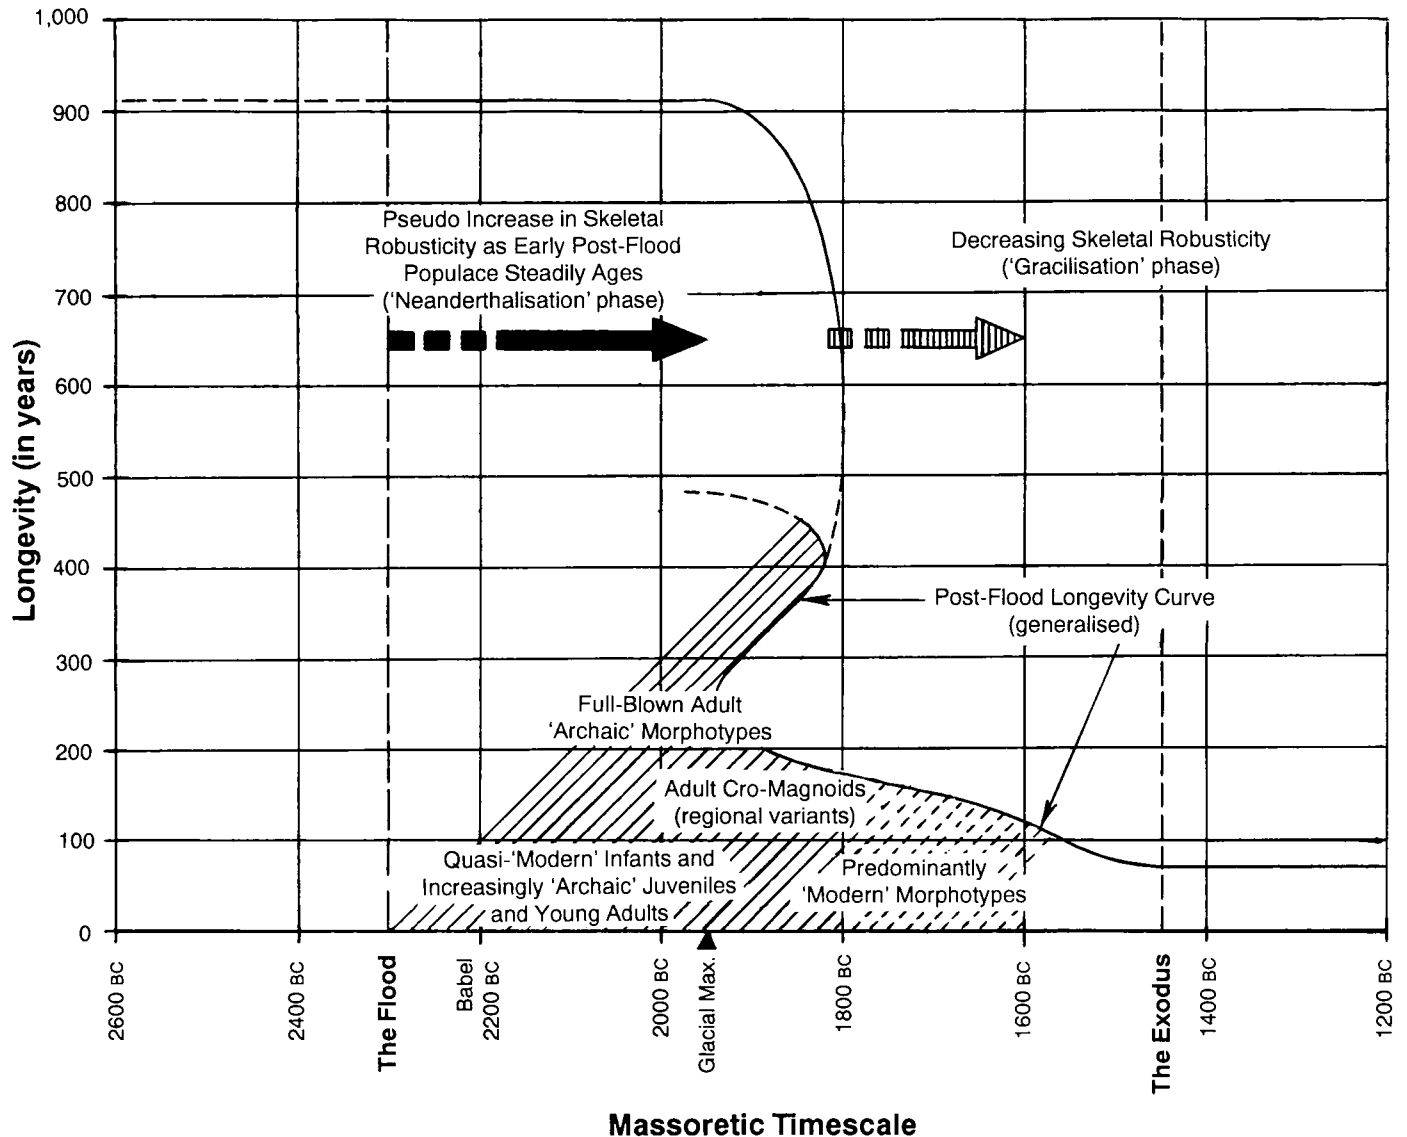 1,000
900
800
700
600
500
400
300
200
100
0
Longevity (in years)
Pseudo Increase in Skeletal
Robusticity as Early Post-Flood
Populace Steadily Ages
('Neanderthalisation' phase)
Decreasing Skeletal Robusticity
('Gracilisation' phase)
Post-Flood Longevity Curve
(generalised)
Full-Blown Adult
'Archaic' Morphotypes
Adult Cro-Magnoids
(regional variants)
Quasi-'Modern' Infants and
Increasingly 'Archaic' Juveniles
and Young Adults
Predominantly
'Modern' Morphotypes
2600 BC
2400 BC
The Flood
Babel
2200 BC
2000 BC
Glacial Max.
1800 BC
1600 BC
The Exodus
1400 BC
1200 BC
Massoretic Timescale